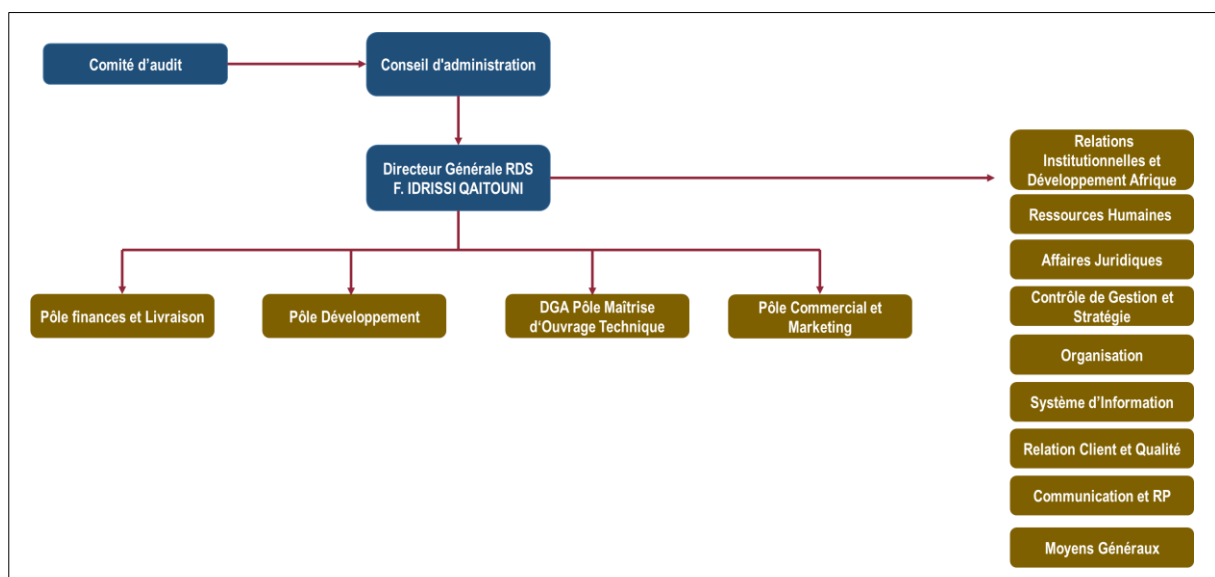 Comité d’audit
Conseil d'administration
Directeur Générale RDS
F. IDRISSI QAITOUNI
Relations
Institutionnelles et
Développement Afrique
Ressources Humaines
Affaires Juridiques
Contrôle de Gestion et
Stratégie
Organisation
Système d’Information
Relation Client et Qualité
Communication et RP
Moyens Généraux
Pôle finances et Livraison
Pôle Développement
DGA Pôle Maîtrise
d‘Ouvrage Technique
Pôle Commercial et
Marketing